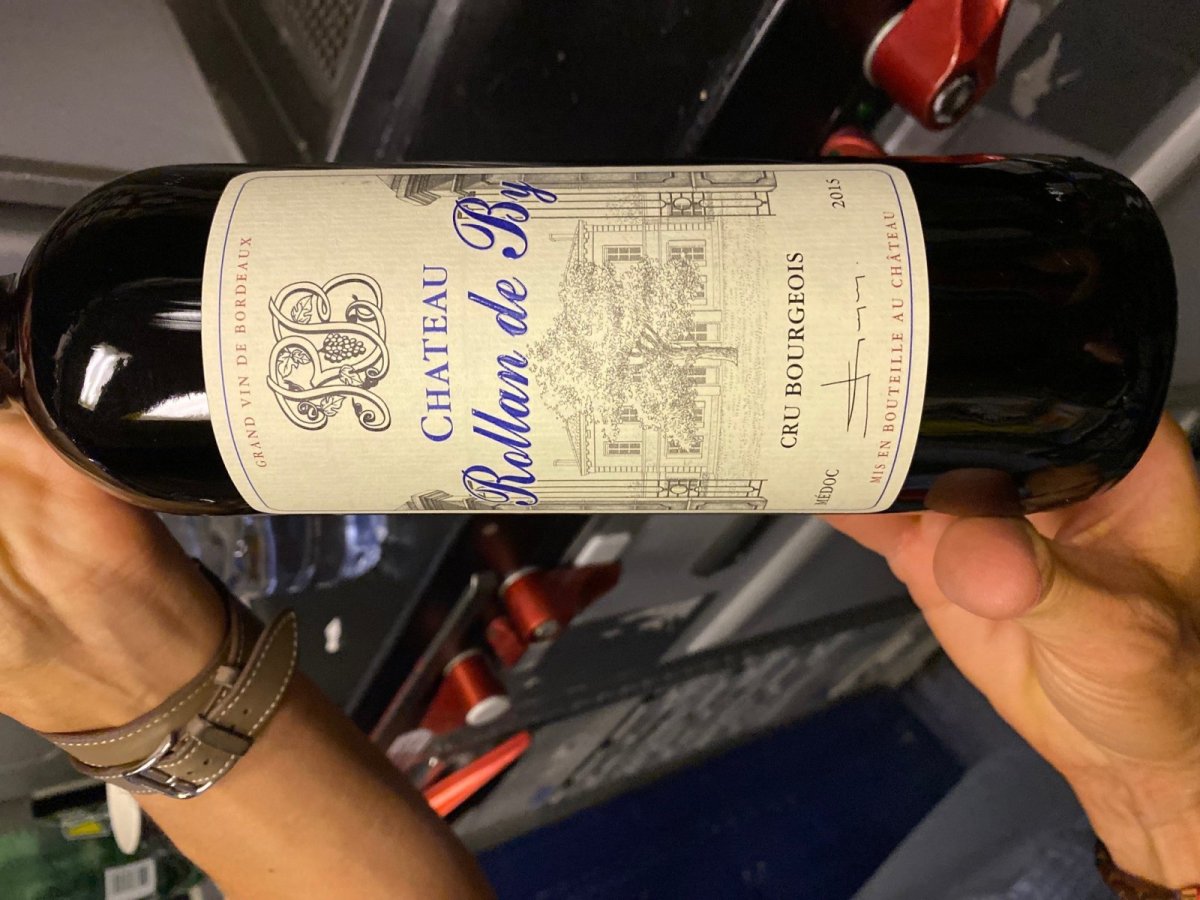 GRAND VIN DE BORDEAUX
CHATEAU
Rollan de By
CRU BOURGEOIS
MÉDOC
2015
MIS EN BOUTEILLE AU CHÂTEAU